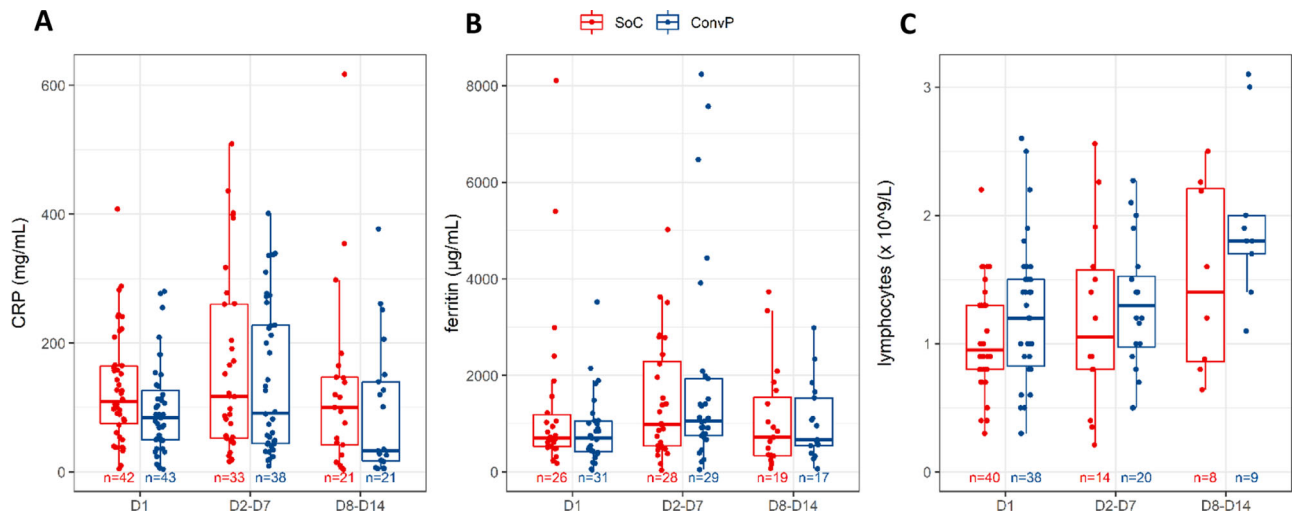 A
B
SoC
ConvP
C
CRP (mg/mL)
600
400
200
0
n=42
n=43
n=33
n=38
n=21
n=21
D1
D2-D7
D8-D14
ferritin (µg/mL)
8000
6000
4000
2000
0
n=26
n=31
n=28
n=29
n=19
n=17
D1
D2-D7
D8-D14
lymphocytes (x 10^9/L)
3
2
1
0
n=40
n=38
n=14
n=20
n=8
n=9
D1
D2-D7
D8-D14